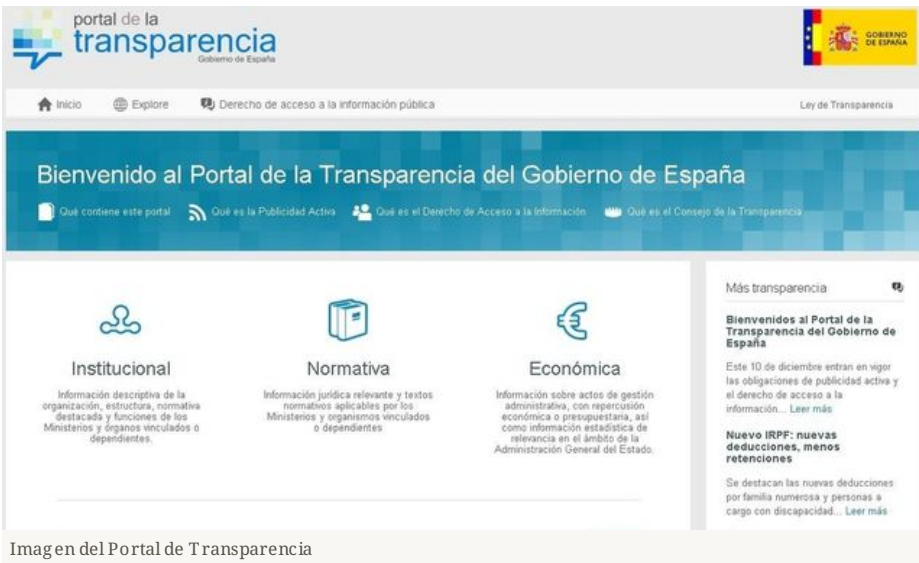 portal de la
transparencia
Gobierno de España
GOBIERNO
DE ESPAÑA
Inicio
Explore
Derecho de acceso a la información pública
Ley de Transparencia
Bienvenido al Portal de la Transparencia del Gobierno de España
Qué contiene este portal
Qué es la Publicidad Activa
Qué es el Derecho de Acceso a la Información
Qué es el Consejo de la Transparencia
Institucional
Información descriptiva de la
organización, estructura, normativa
destacada y funciones de los
Ministerios y órganos vinculados o
dependientes.
Normativa
Información jurídica relevante y textos
normativos aplicables por los
Ministerios y organismos vinculados
o dependientes
Económica
Información sobre actos de gestión
administrativa, con repercusión
económica o presupuestaria, así
como información estadística de
relevancia en el ámbito de la
Administración General del Estado.
Más transparencia
Bienvenidos al Portal de la
Transparencia del Gobierno de
España
Este 10 de diciembre entran en vigor
las obligaciones de publicidad activa y
el derecho de acceso a la
información... Leer más
Nuevo IRPF: nuevas
deducciones, menos
retenciones
Se destacan las nuevas deducciones
por familia numerosa y personas a
cargo con discapacidad... Leer más
Imagen del Portal de Transparencia